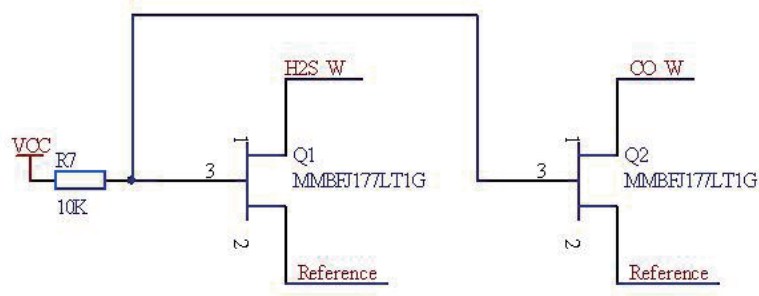 H2S W
CO W
VCC
R7
10K
3
1
Q1
MMBFJ177LT1G
2
Reference
3
1
Q2
MMBFJ177LT1G
2
Reference